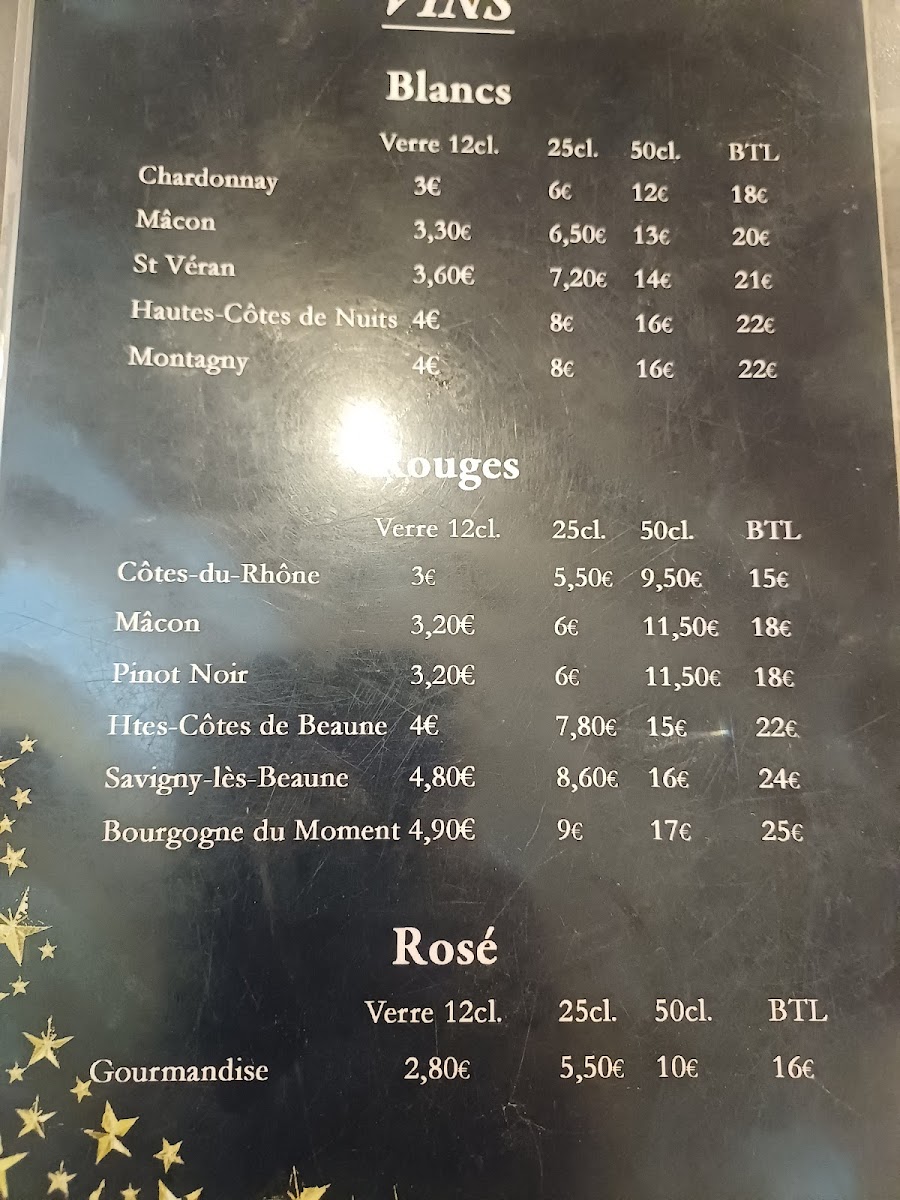 VINS
Blancs
Verre 12cl. 25cl. 50cl. BTL
Chardonnay 3€ 6€ 12€ 18€
Mâcon 3,30€ 6,50€ 13€ 20€
St Véran 3,60€ 7,20€ 14€ 21€
Hautes-Côtes de Nuits 4€ 8€ 16€ 22€
Montagny 4€ 8€ 16€ 22€
Rouges
Verre 12cl. 25cl. 50cl. BTL
Côtes-du-Rhône 3€ 5,50€ 9,50€ 15€
Mâcon 3,20€ 6€ 11,50€ 18€
Pinot Noir 3,20€ 6€ 11,50€ 18€
Htes-Côtes de Beaune 4€ 7,80€ 15€ 22€
Savigny-lès-Beaune 4,80€ 8,60€ 16€ 24€
Bourgogne du Moment 4,90€ 9€ 17€ 25€
Rosé
Verre 12cl. 25cl. 50cl. BTL
Gourmandise 2,80€ 5,50€ 10€ 16€